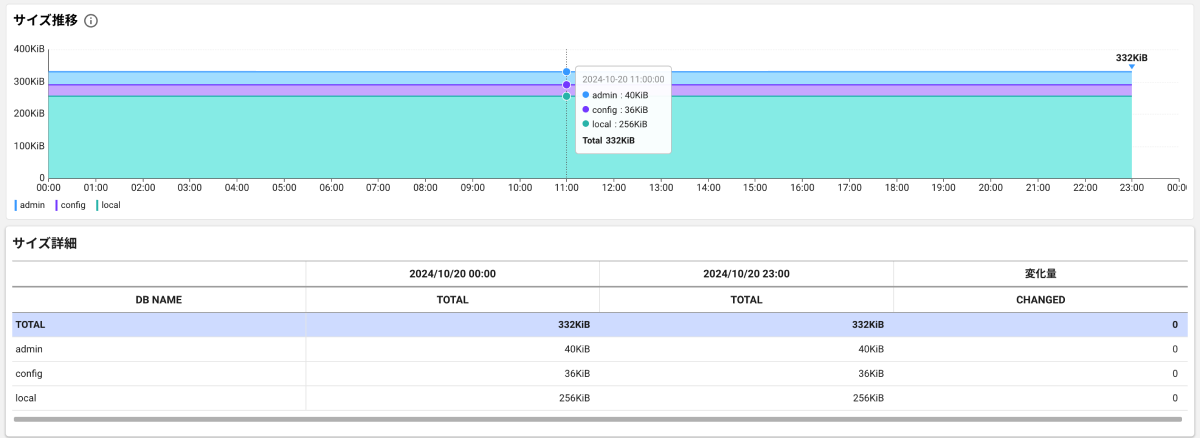 サイズ推移
400KiB
300KiB
200KiB
100KiB
0
332KiB
2024-10-20 11:00:00
admin : 40KiB
config : 36KiB
local : 256KiB
Total 332KiB
00:00 01:00 02:00 03:00 04:00 05:00 06:00 07:00 08:00 09:00 10:00 11:00 12:00 13:00 14:00 15:00 16:00 17:00 18:00 19:00 20:00 21:00 22:00 23:00 00:0
admin config local
サイズ詳細
2024/10/20 00:00 2024/10/20 23:00 変化量
DB NAME TOTAL TOTAL CHANGED
TOTAL 332KiB 332KiB 0
admin 40KiB 40KiB 0
config 36KiB 36KiB 0
local 256KiB 256KiB 0